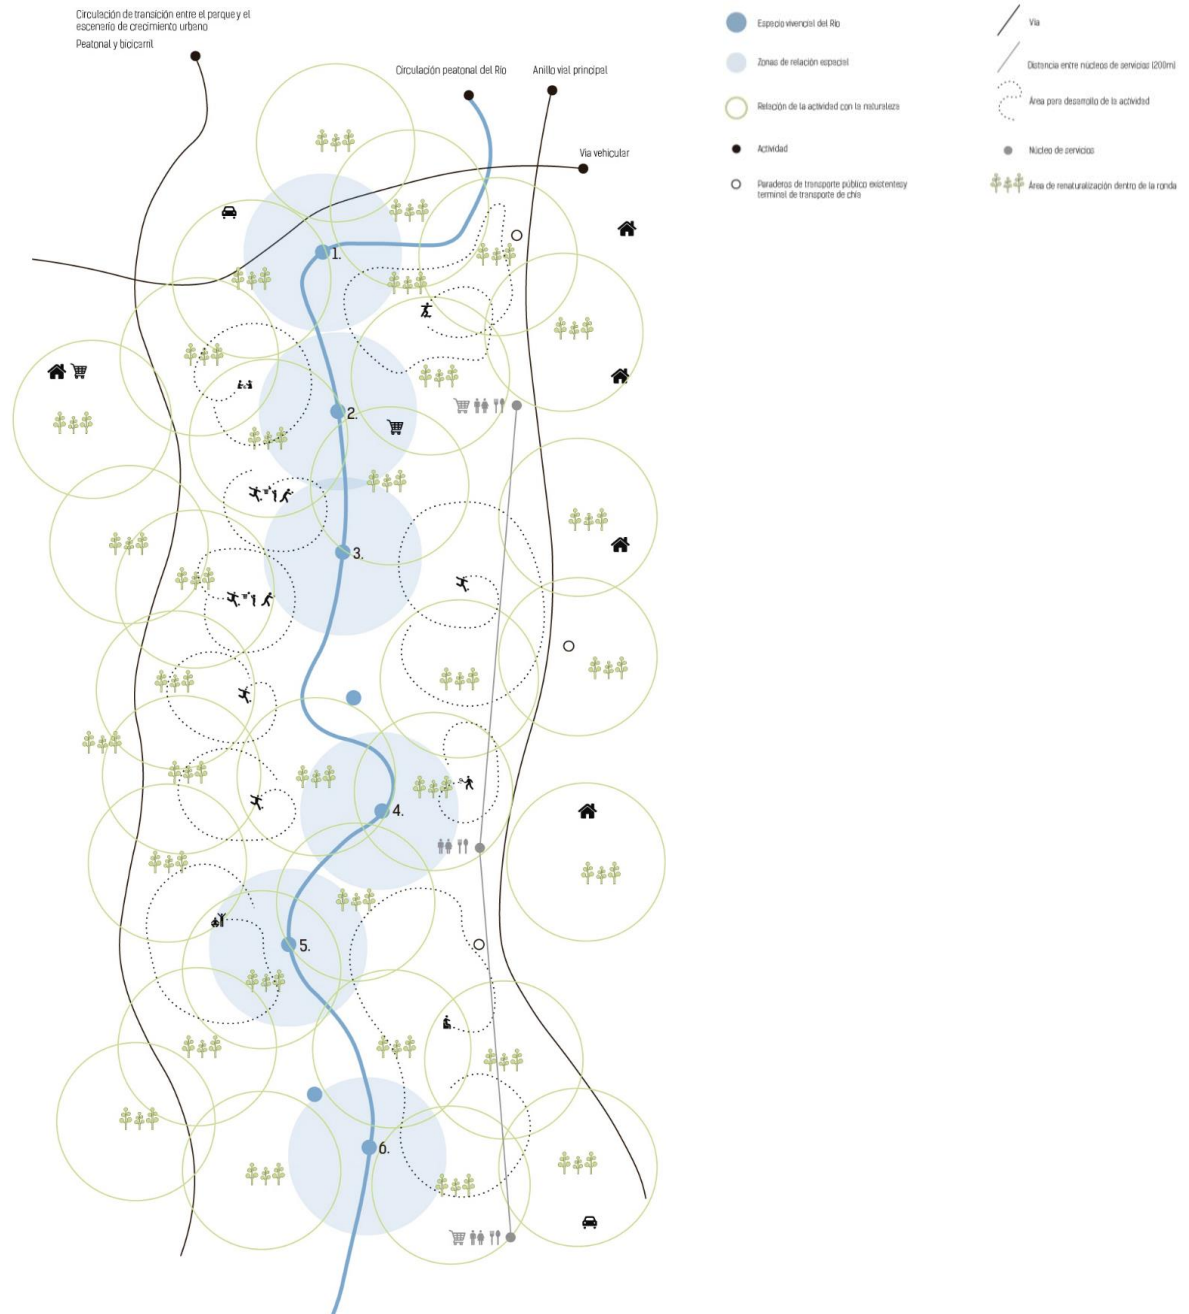 Circulación de transición entre el parque y el
escenario de crecimiento urbano
Peatonal y bicicarril
Circulación peatonal del Río
Anillo vial principal
Via vehicular
1.
2.
3.
4.
5.
6.
Espacio vivencial del Río
Zonas de relación espacial
Relación de la actividad con la naturaleza
Actividad
Paraderos de transporte público existentesy
terminal de transporte de chía
Via
Distancia entre núcleos de servicios (200m)
Área para desarrollo de la actividad
Núcleo de servicios
Área de renaturalización dentro de la ronda